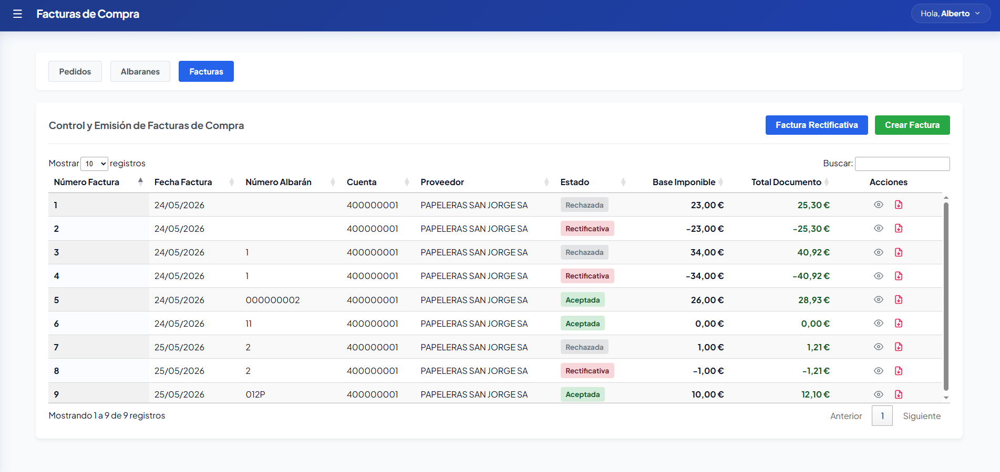 Facturas de Compra
Hola, Alberto
Pedidos Albaranes Facturas
Control y Emisión de Facturas de Compra
Factura Rectificativa Crear Factura
Mostrar 10 registros
Buscar:
Número Factura Fecha Factura Número Albarán Cuenta Proveedor Estado Base Imponible Total Documento Acciones
1 24/05/2026 400000001 PAPELERAS SAN JORGE SA Rechazada 23,00 € 25,30 €
2 24/05/2026 400000001 PAPELERAS SAN JORGE SA Rectificativa -23,00 € -25,30 €
3 24/05/2026 1 400000001 PAPELERAS SAN JORGE SA Rechazada 34,00 € 40,92 €
4 24/05/2026 1 400000001 PAPELERAS SAN JORGE SA Rectificativa -34,00 € -40,92 €
5 24/05/2026 000000002 400000001 PAPELERAS SAN JORGE SA Aceptada 26,00 € 28,93 €
6 24/05/2026 11 400000001 PAPELERAS SAN JORGE SA Aceptada 0,00 € 0,00 €
7 25/05/2026 2 400000001 PAPELERAS SAN JORGE SA Rechazada 1,00 € 1,21 €
8 25/05/2026 2 400000001 PAPELERAS SAN JORGE SA Rectificativa -1,00 € -1,21 €
9 25/05/2026 012P 400000001 PAPELERAS SAN JORGE SA Aceptada 10,00 € 12,10 €
Mostrando 1 a 9 de 9 registros
Anterior 1 Siguiente